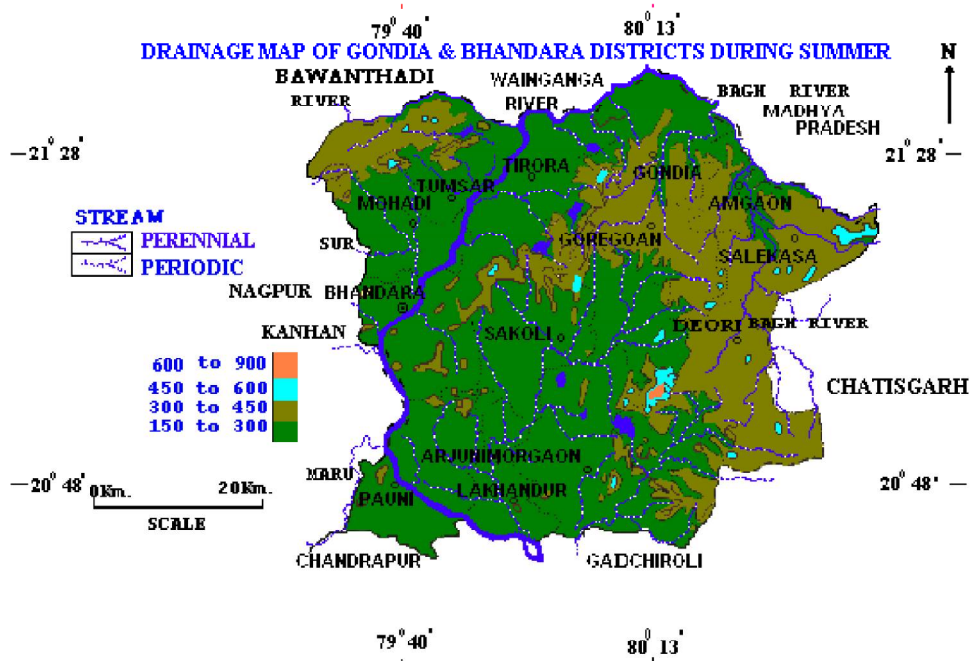 79° 40'
80° 13'
DRAINAGE MAP OF GONDIA & BHANDARA DISTRICTS DURING SUMMER
N
BAWANTHADI
RIVER
WAINGANGA
RIVER
BAGH RIVER
MADHYA
PRADESH
21° 28'
21° 28'
TIRORA
GONDIA
TUMSAR
AMGAON
MOHADI
STREAM
PERENNIAL
PERIODIC
SUR
GOREGOAN
SALEKASA
NAGPUR
BHANDARA
KANHAN
SAKOLI
DEORI
BAGH RIVER
600 to 900
450 to 600
300 to 450
150 to 300
CHATISGARH
ARJUNIMORGAON
MARU
20° 48'
20° 48'
PAUNI
LAKHANDUR
0Km.
20Km.
SCALE
CHANDRAPUR
GADCHIROLI
79° 40'
80° 13'